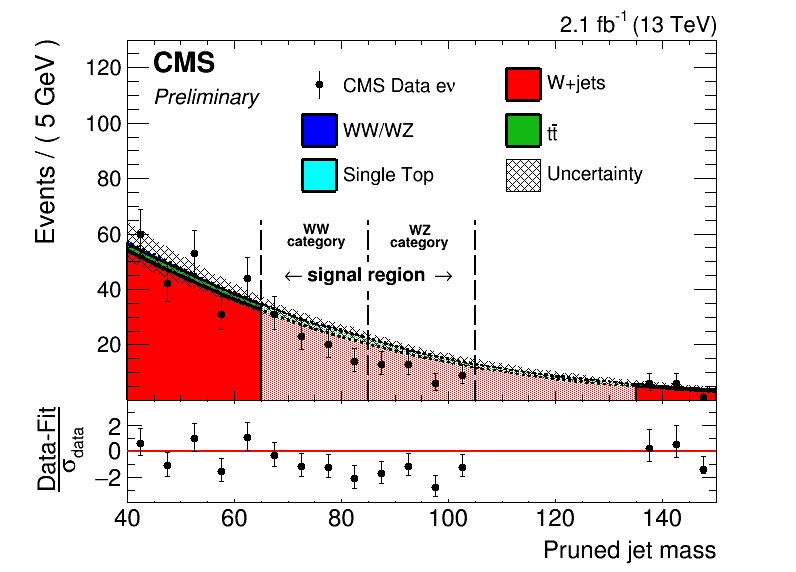 2.1 fb⁻¹ (13 TeV)
CMS
Preliminary
CMS Data eν
W+jets
WW/WZ
tt̄
Single Top
Uncertainty
WW category
WZ category
← signal region →
Events / ( 5 GeV )
120
100
80
60
40
20
Data-Fit
σdata
2
0
−2
40 60 80 100 120 140
Pruned jet mass